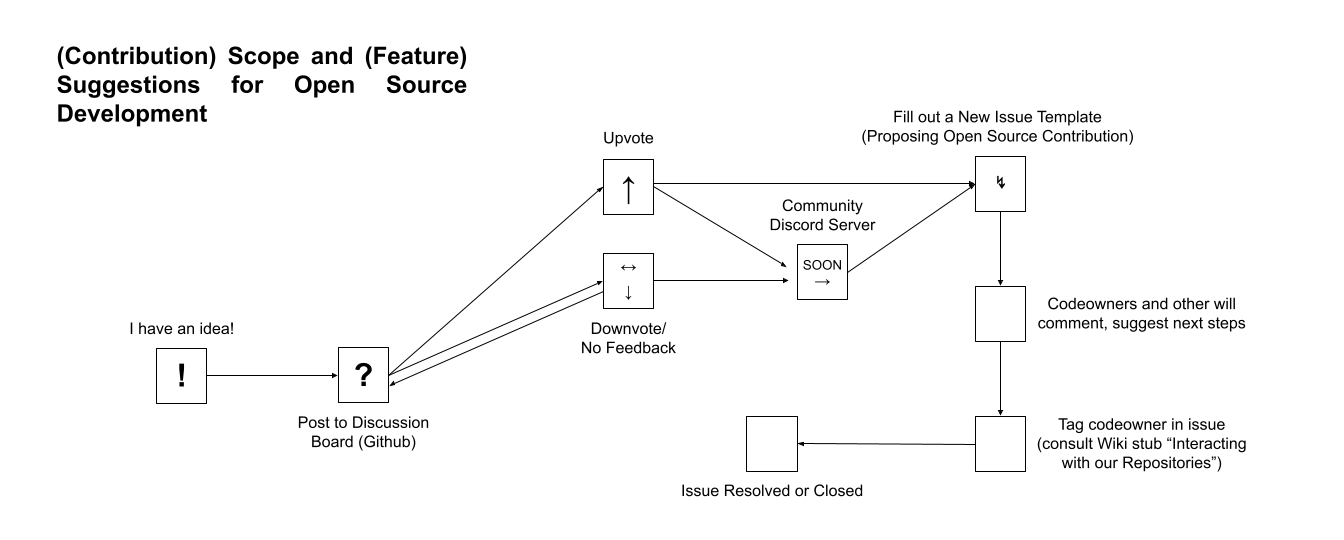 (Contribution) Scope and (Feature)
Suggestions for Open Source
Development
Fill out a New Issue Template
(Proposing Open Source Contribution)
Upvote
↑
↯
Community
Discord Server
SOON
→
↔
↓
Downvote/
No Feedback
Codeowners and other will
comment, suggest next steps
I have an idea!
!
?
Post to Discussion
Board (Github)
Tag codeowner in issue
(consult Wiki stub “Interacting
with our Repositories”)
Issue Resolved or Closed